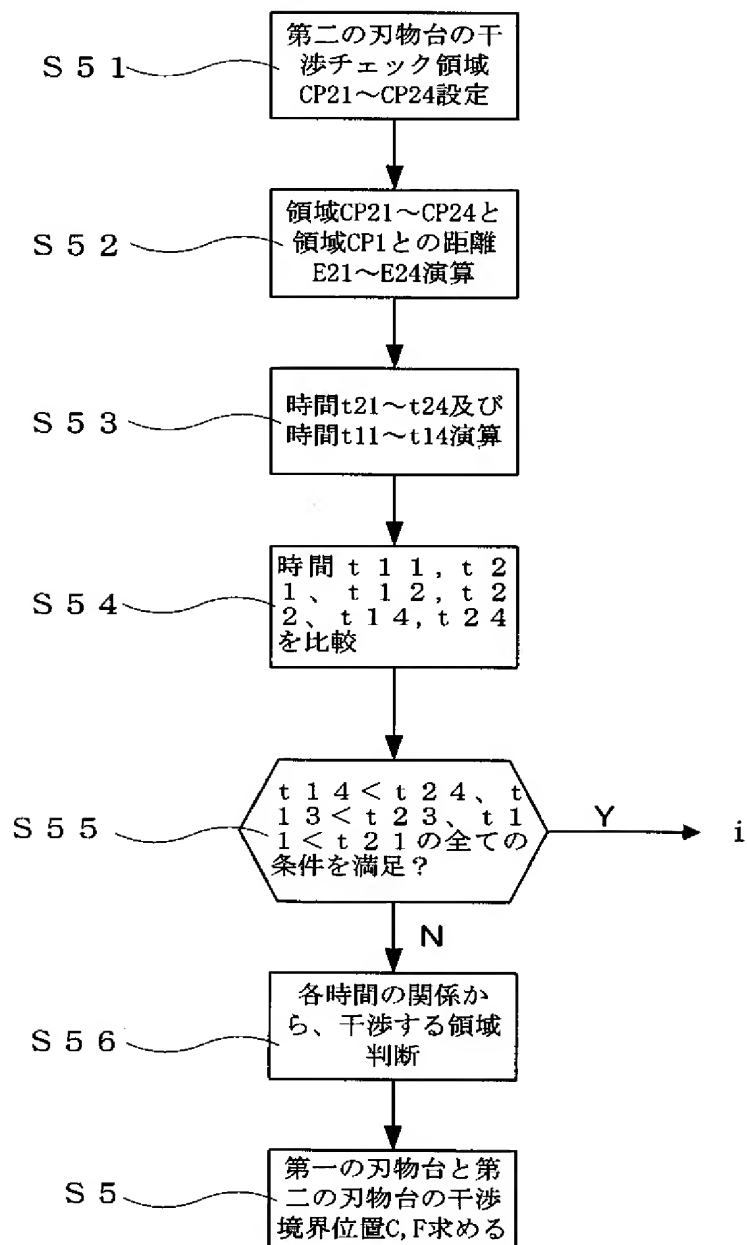 S51
第二の刃物台の干
渉チェック領域
CP21～CP24設定
S52
領域CP21～CP24と
領域CP1との距離
E21～E24演算
S53
時間t21～t24及び
時間t11～t14演算
S54
時間ｔ１１,ｔ２
１、ｔ１２,ｔ２
２、ｔ１４,ｔ２４
を比較
S55
ｔ１４＜ｔ２４、ｔ
１３＜ｔ２３、ｔ１
１＜ｔ２１の全ての
条件を満足？
Y
i
N
S56
各時間の関係か
ら、干渉する領域
判断
S5
第一の刃物台と第
二の刃物台の干渉
境界位置C,F求める